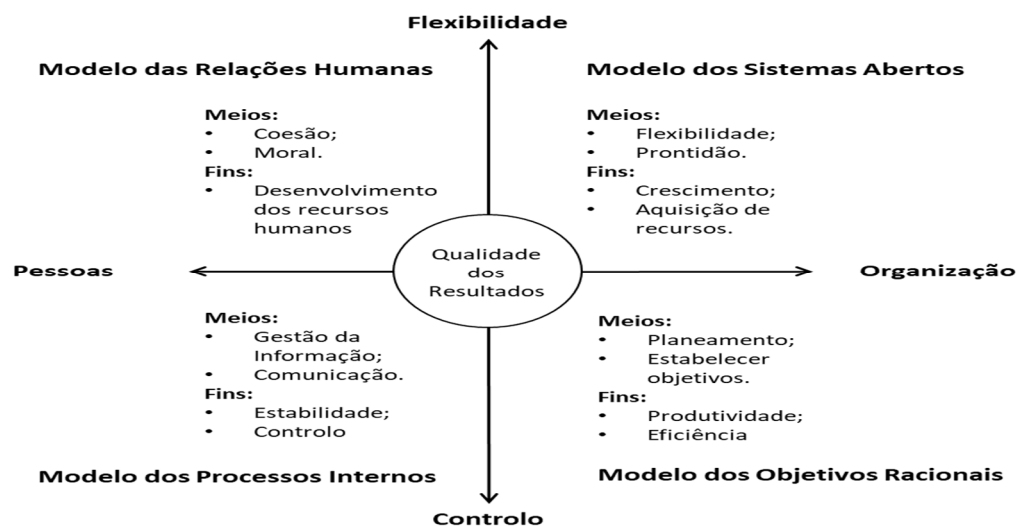 Flexibilidade
Modelo das Relações Humanas
Meios:
• Coesão;
• Moral.
Fins:
• Desenvolvimento
dos recursos
humanos
Modelo dos Sistemas Abertos
Meios:
• Flexibilidade;
• Prontidão.
Fins:
• Crescimento;
• Aquisição de
recursos.
Pessoas
Qualidade
dos
Resultados
Organização
Meios:
• Gestão da
Informação;
• Comunicação.
Fins:
• Estabilidade;
• Controlo
Modelo dos Processos Internos
Meios:
• Planeamento;
• Estabelecer
objetivos.
Fins:
• Produtividade;
• Eficiência
Modelo dos Objetivos Racionais
Controlo